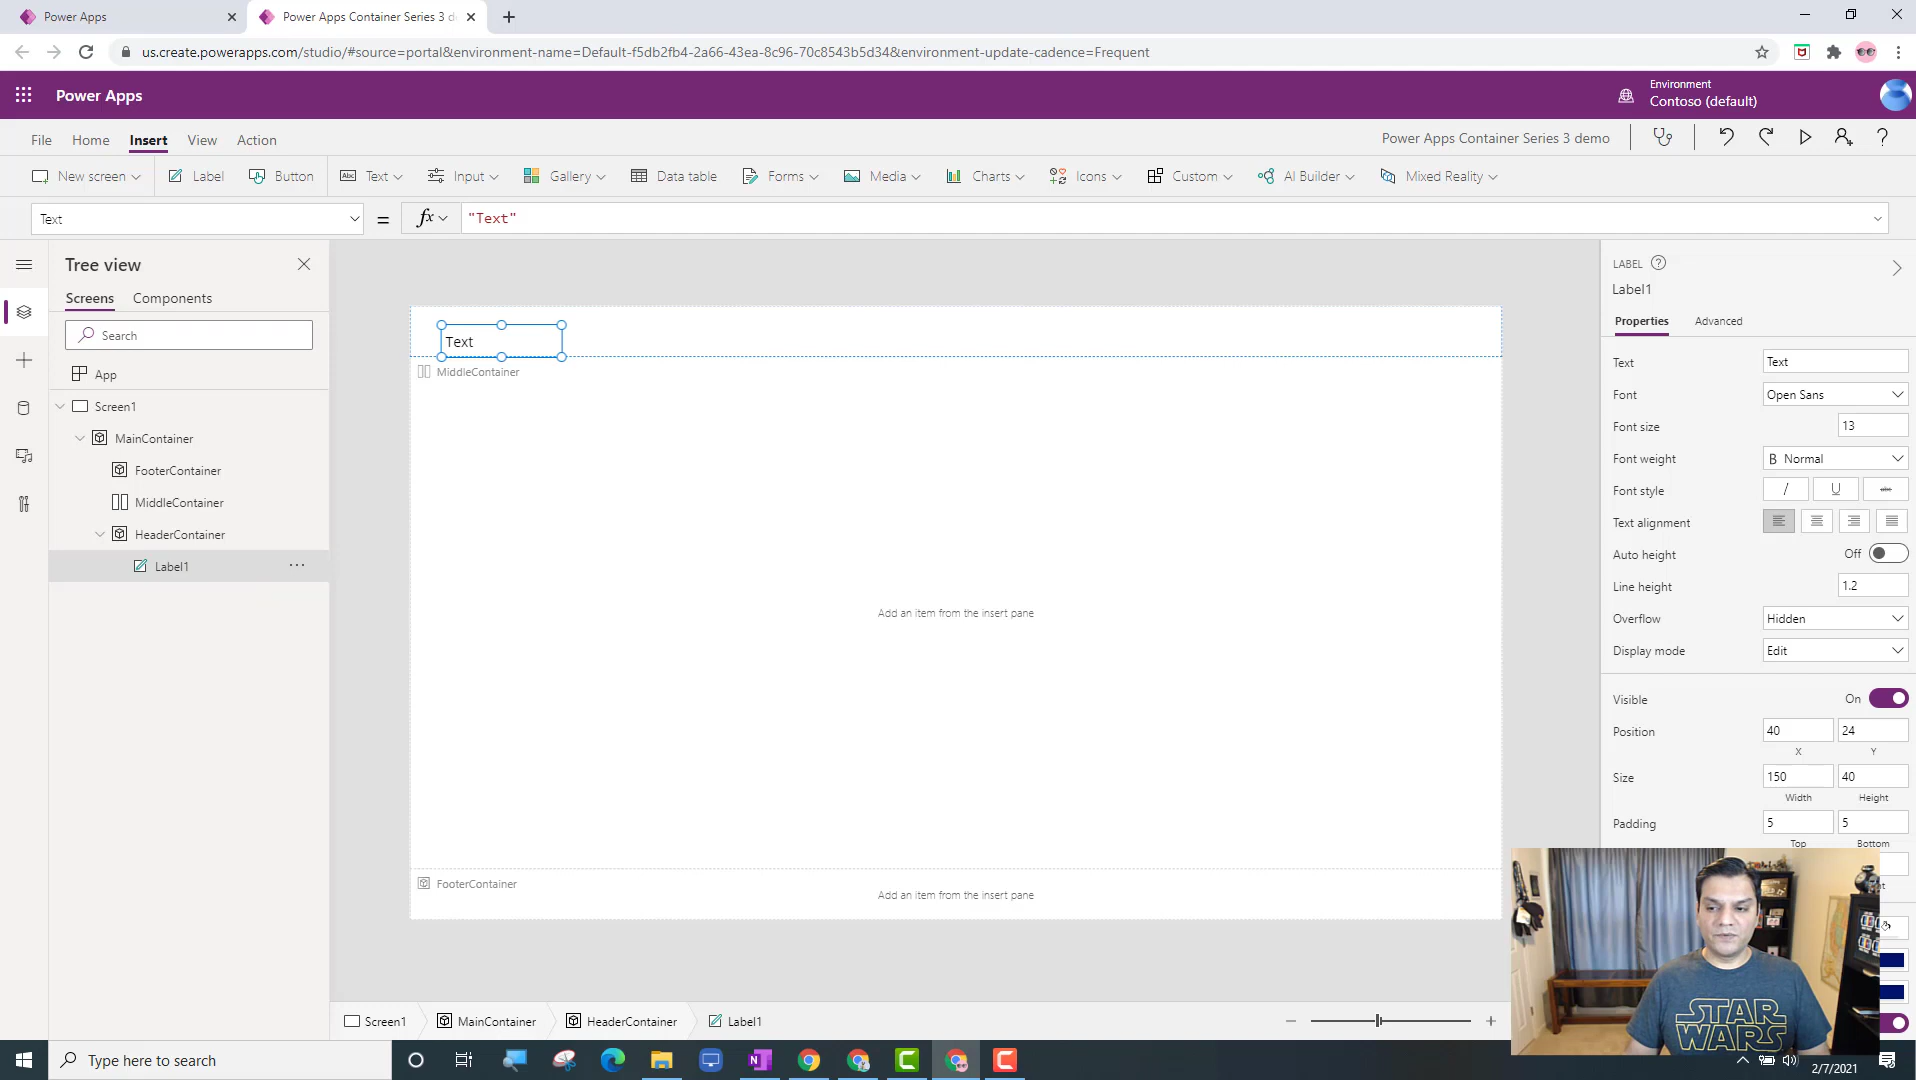 Power Apps
Power Apps Container Series 3 d
us.create.powerapps.com/studio/#source=portal&environment-name=Default-f5db2fb4-2a66-43ea-8c96-70c8543b5d34&environment-update-cadence=Frequent
Power Apps
Environment
Contoso (default)
File Home Insert View Action
Power Apps Container Series 3 demo
New screen Label Button Text Input Gallery Data table Forms Media Charts Icons Custom AI Builder Mixed Reality
Text = fx "Text"
Tree view
Screens Components
Search
App
Screen1
MainContainer
FooterContainer
MiddleContainer
HeaderContainer
Label1
Text
MiddleContainer
Add an item from the insert pane
FooterContainer
Add an item from the insert pane
Screen1 MainContainer HeaderContainer Label1
LABEL
Label1
Properties Advanced
Text Text
Font Open Sans
Font size 13
Font weight B Normal
Font style
Text alignment
Auto height Off
Line height 1.2
Overflow Hidden
Display mode Edit
Visible On
Position 40 24
X Y
Size 150 40
Width Height
Padding 5 5
Top Bottom
STAR
WARS
Type here to search
2/7/2021